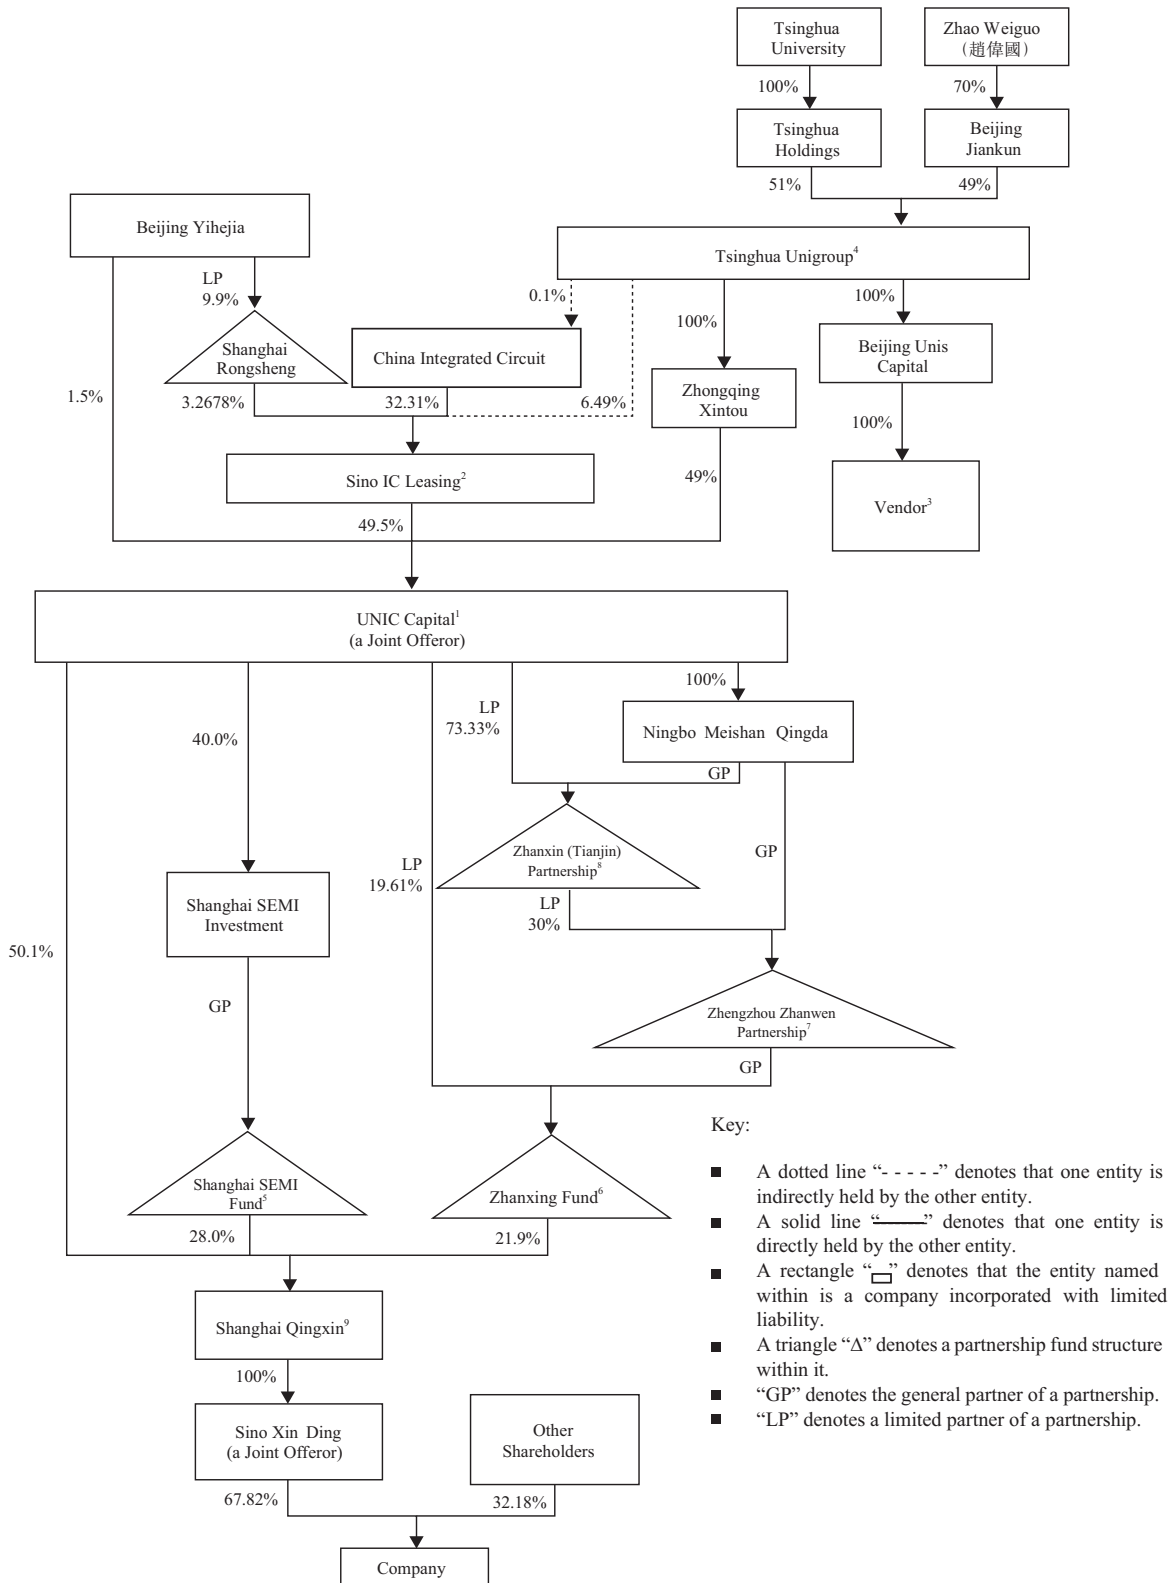 Tsinghua
University
Zhao Weiguo
(趙偉國)
100%
70%
Tsinghua
Holdings
Beijing
Jiankun
51%
49%
Beijing Yihejia
Tsinghua Unigroup4
LP
9.9%
0.1%
100%
100%
Shanghai
Rongsheng
China Integrated Circuit
Beijing Unis
Capital
Zhongqing
Xintou
1.5%
3.2678%
32.31%
6.49%
100%
Sino IC Leasing2
49%
Vendor3
49.5%
UNIC Capital1
(a Joint Offeror)
100%
LP
73.33%
Ningbo Meishan Qingda
40.0%
GP
Zhanxin (Tianjin)
Partnership8
GP
LP
19.61%
Shanghai SEMI
Investment
LP
30%
50.1%
GP
Zhengzhou Zhanwen
Partnership7
GP
Shanghai SEMI
Fund5
Zhanxing Fund6
28.0%
21.9%
Shanghai Qingxin9
100%
Sino Xin Ding
(a Joint Offeror)
Other
Shareholders
67.82%
32.18%
Company
Key:
■ A dotted line “- - - - -” denotes that one entity is
indirectly held by the other entity.
■ A solid line “———” denotes that one entity is
directly held by the other entity.
■ A rectangle “▭” denotes that the entity named
within is a company incorporated with limited
liability.
■ A triangle “Δ” denotes a partnership fund structure
within it.
■ “GP” denotes the general partner of a partnership.
■ “LP” denotes a limited partner of a partnership.